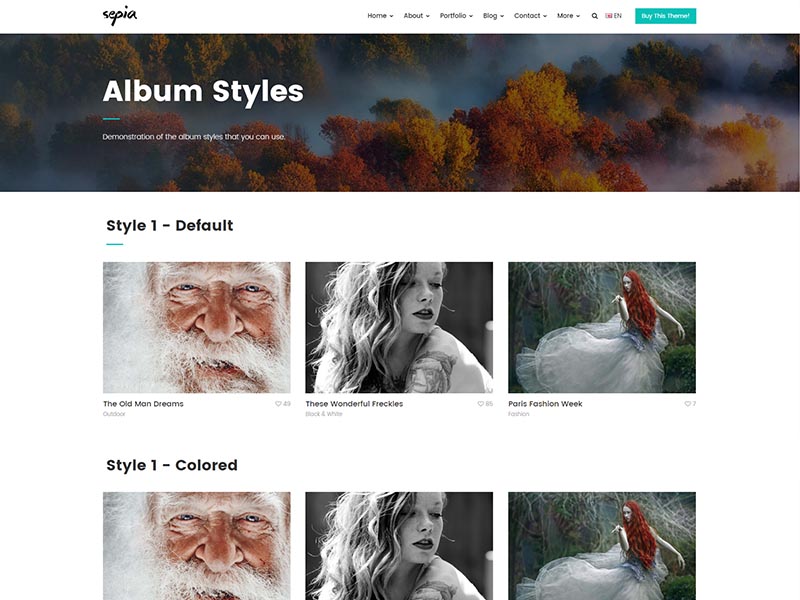 sepia
Home About Portfolio Blog Contact More EN Buy This Theme!
Album Styles
Demonstration of the album styles that you can use.
Style 1 - Default
The Old Man Dreams 49
Outdoor
These Wonderful Freckles 85
Black & White
Paris Fashion Week 7
Fashion
Style 1 - Colored